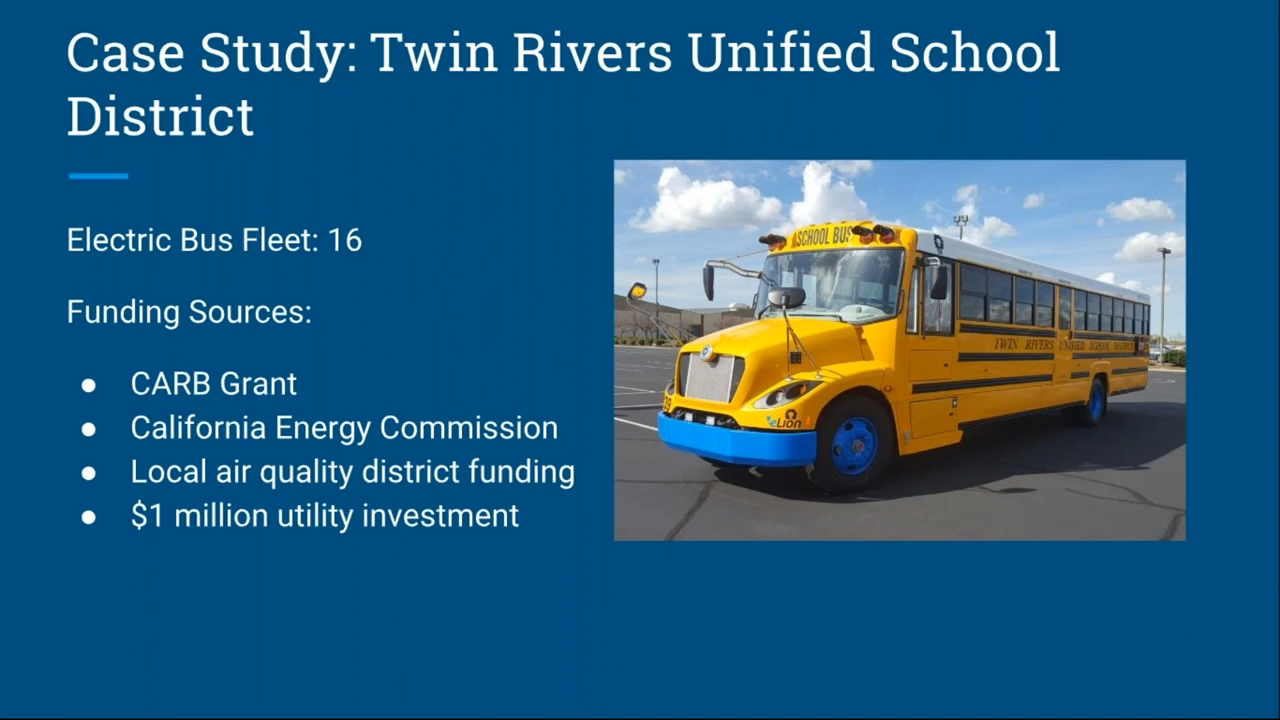 Case Study: Twin Rivers Unified School
District
Electric Bus Fleet: 16
Funding Sources:
● CARB Grant
● California Energy Commission
● Local air quality district funding
● $1 million utility investment
SCHOOL BUS
TWIN RIVERS UNIFIED SCHOOL DISTRICT
eLion